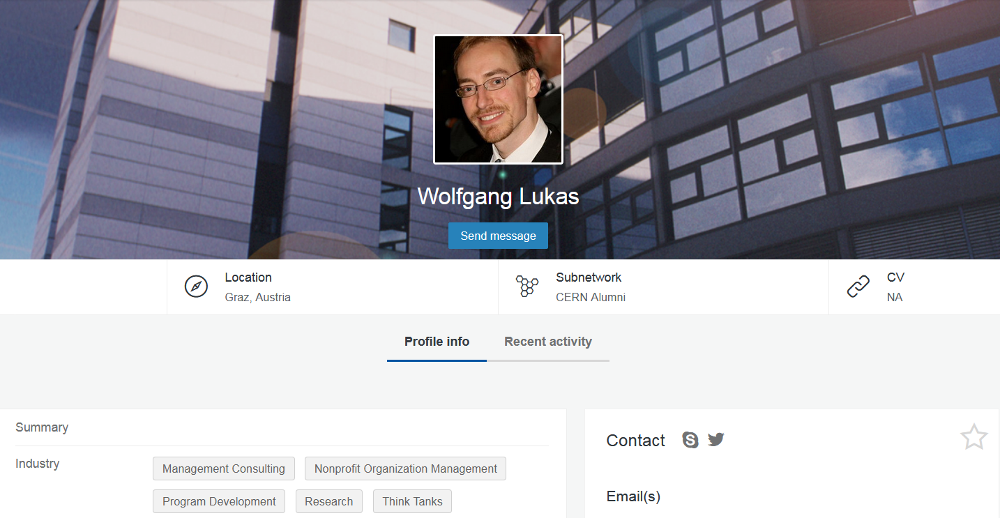 Wolfgang Lukas
Send message
Location
Graz, Austria
Subnetwork
CERN Alumni
CV
NA
Profile info
Recent activity
Summary
Industry
Management Consulting
Nonprofit Organization Management
Program Development
Research
Think Tanks
Contact
Email(s)